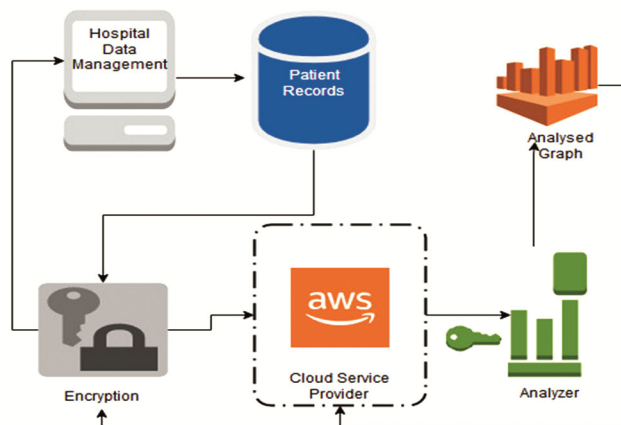 Hospital
Data
Management
Patient
Records
Analysed
Graph
aws
Encryption
Cloud Service
Provider
Analyzer